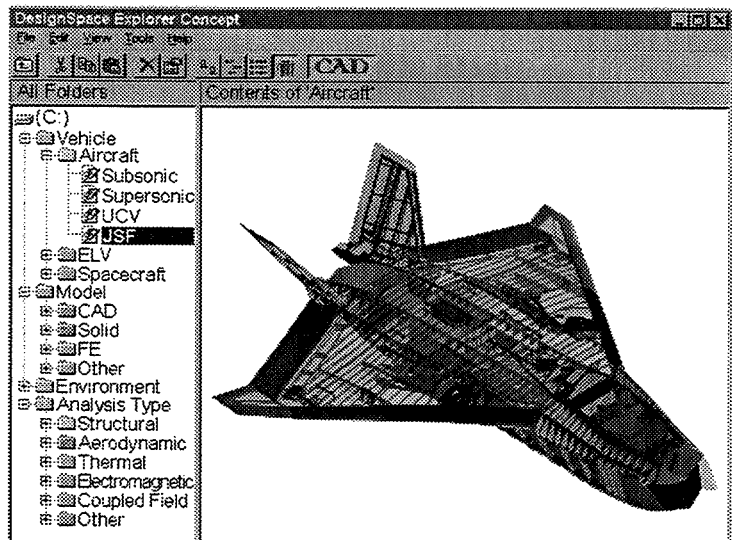 DesignSpace Explorer Concept
File Edit View Tools Help
CAD
All Folders
Contents of 'Aircraft'
(C:)
Vehicle
Aircraft
Subsonic
Supersonic
UCV
JSF
ELV
Spacecraft
Model
CAD
Solid
FE
Other
Environment
Analysis Type
Structural
Aerodynamic
Thermal
Electromagnetic
Coupled Field
Other